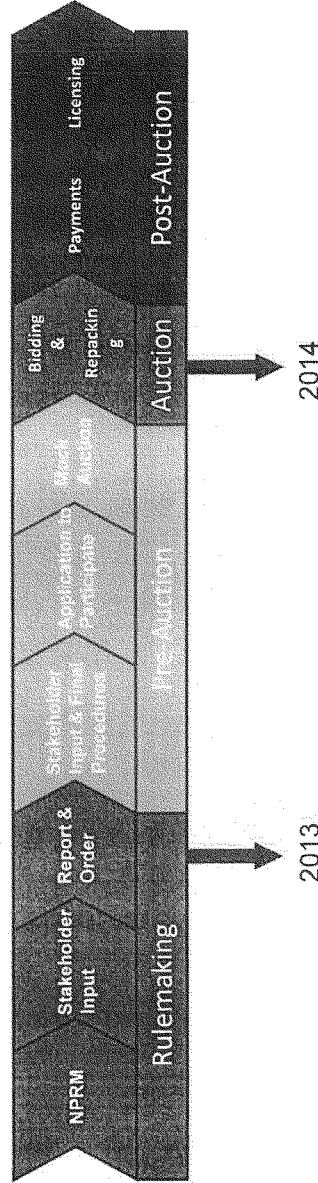 NPRM
Stakeholder
Input
Report &
Order
Stakeholder
Input & Final
Procedures
Application to
Participate
Mock
Auction
Bidding
&
Repackin
g
Payments
Licensing
Rulemaking
Pre-Auction
Auction
Post-Auction
2013
2014